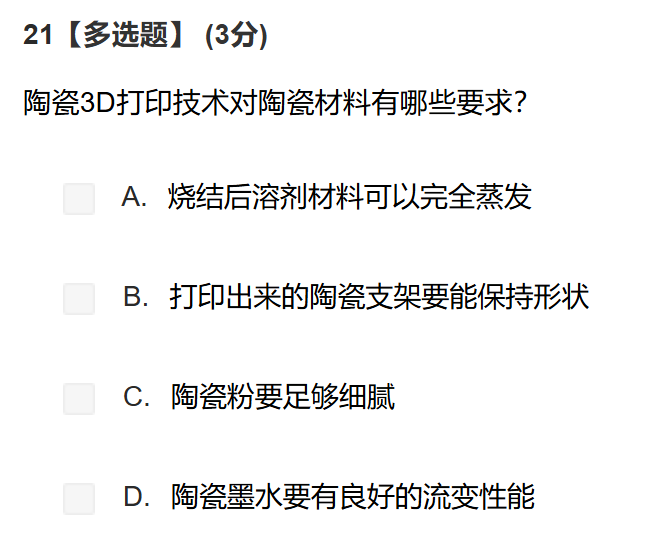 21【多选题】 (3分)
陶瓷3D打印技术对陶瓷材料有哪些要求?
A. 烧结后溶剂材料可以完全蒸发
B. 打印出来的陶瓷支架要能保持形状
C. 陶瓷粉要足够细腻
D. 陶瓷墨水要有良好的流变性能